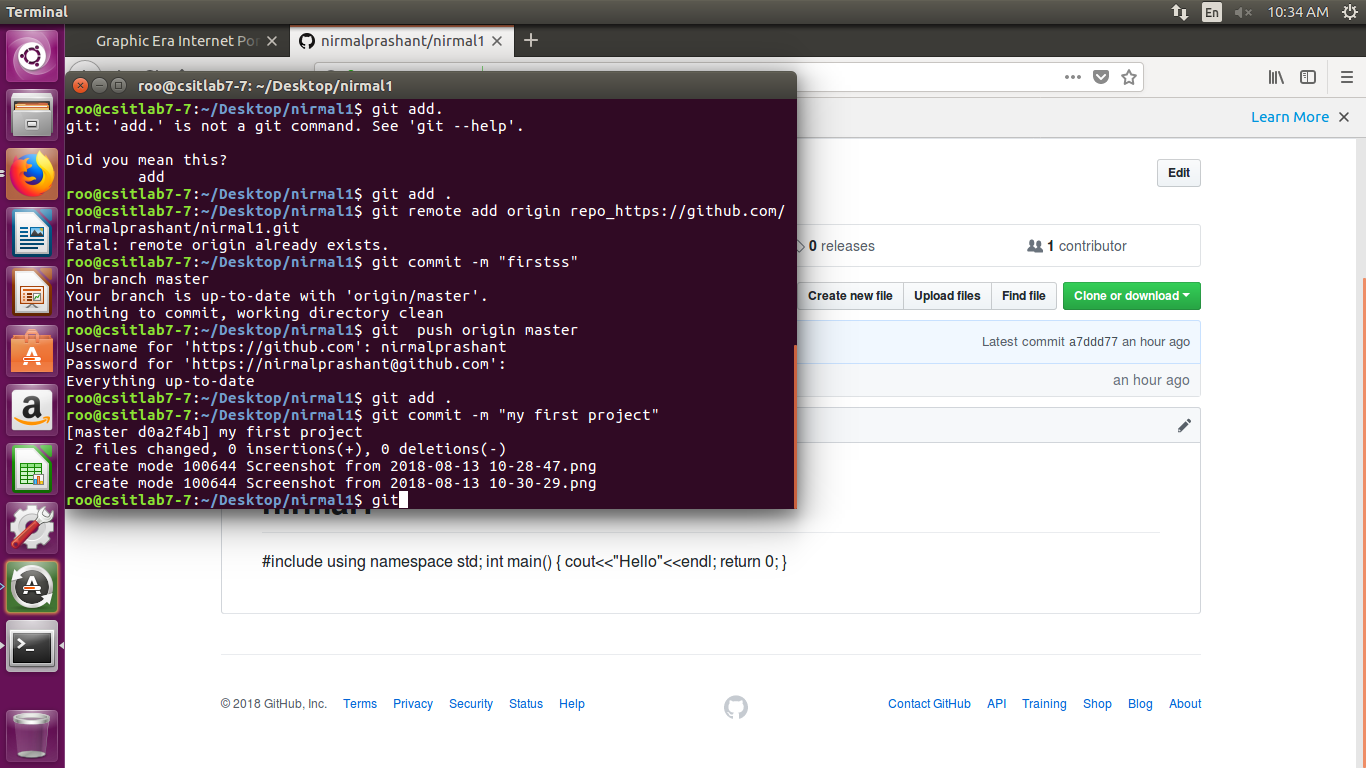 Terminal
En
10:34 AM
Graphic Era Internet Por
nirmalprashant/nirmal1
roo@csitlab7-7: ~/Desktop/nirmal1
roo@csitlab7-7:~/Desktop/nirmal1$ git add.
git: 'add.' is not a git command. See 'git --help'.
Did you mean this?
add
roo@csitlab7-7:~/Desktop/nirmal1$ git add .
roo@csitlab7-7:~/Desktop/nirmal1$ git remote add origin repo_https://github.com/
nirmalprashant/nirmal1.git
fatal: remote origin already exists.
roo@csitlab7-7:~/Desktop/nirmal1$ git commit -m "firstss"
On branch master
Your branch is up-to-date with 'origin/master'.
nothing to commit, working directory clean
roo@csitlab7-7:~/Desktop/nirmal1$ git  push origin master
Username for 'https://github.com': nirmalprashant
Password for 'https://nirmalprashant@github.com':
Everything up-to-date
roo@csitlab7-7:~/Desktop/nirmal1$ git add .
roo@csitlab7-7:~/Desktop/nirmal1$ git commit -m "my first project"
[master d0a2f4b] my first project
2 files changed, 0 insertions(+), 0 deletions(-)
create mode 100644 Screenshot from 2018-08-13 10-28-47.png
create mode 100644 Screenshot from 2018-08-13 10-30-29.png
roo@csitlab7-7:~/Desktop/nirmal1$ git
Learn More
Edit
0 releases
1 contributor
Create new file
Upload files
Find file
Clone or download
Latest commit a7ddd77 an hour ago
an hour ago
#include using namespace std; int main() { cout<<"Hello"<<endl; return 0; }
© 2018 GitHub, Inc.
Terms
Privacy
Security
Status
Help
Contact GitHub
API
Training
Shop
Blog
About